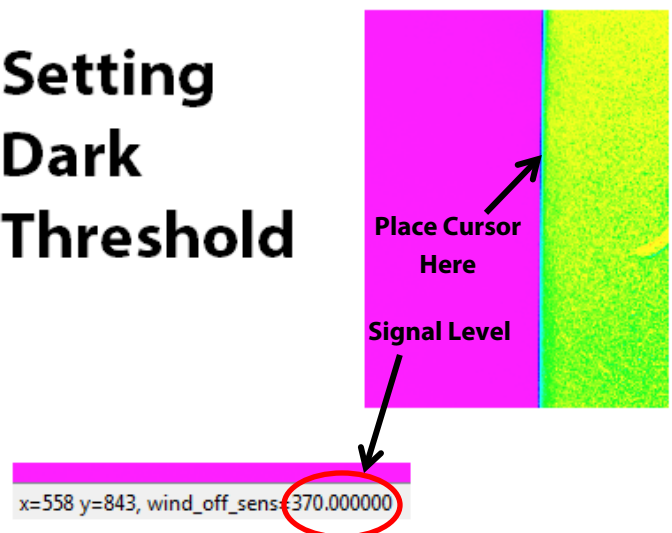 Setting
Dark
Threshold
Place Cursor
Here
Signal Level
x=558 y=843, wind_off_sens=370.000000